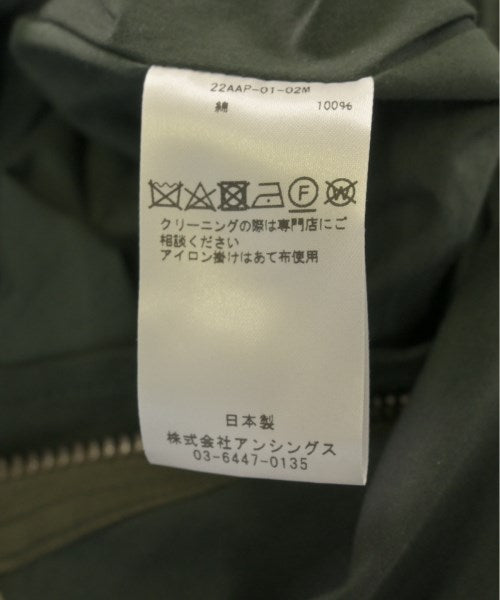 22AAP-01-02M
綿 100%
F W
クリーニングの際は専門店にご
相談ください
アイロン掛けはあて布使用
日本製
株式会社アンシングス
03-6447-0135